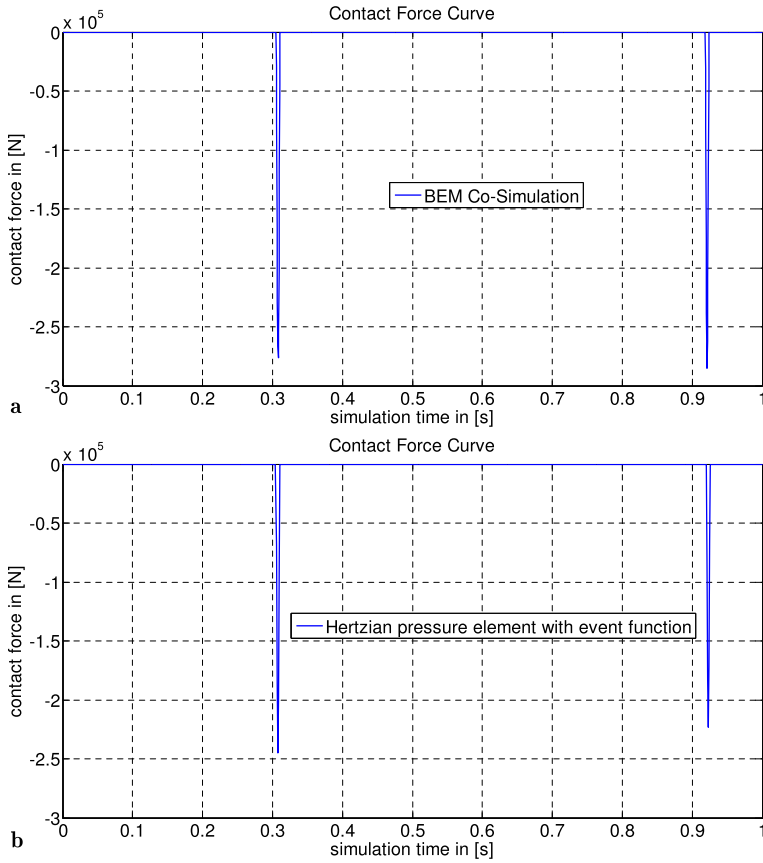 Contact Force Curve
x 10^5
0
-0.5
-1
-1.5
-2
-2.5
-3
contact force in [N]
BEM Co-Simulation
0 0.1 0.2 0.3 0.4 0.5 0.6 0.7 0.8 0.9 1
simulation time in [s]
a
Contact Force Curve
x 10^5
0
-0.5
-1
-1.5
-2
-2.5
-3
contact force in [N]
Hertzian pressure element with event function
0 0.1 0.2 0.3 0.4 0.5 0.6 0.7 0.8 0.9 1
simulation time in [s]
b